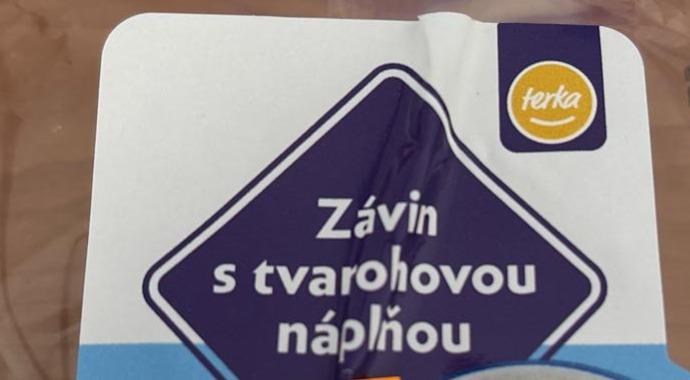 terka
Závin
s tvarohovou
náplňou